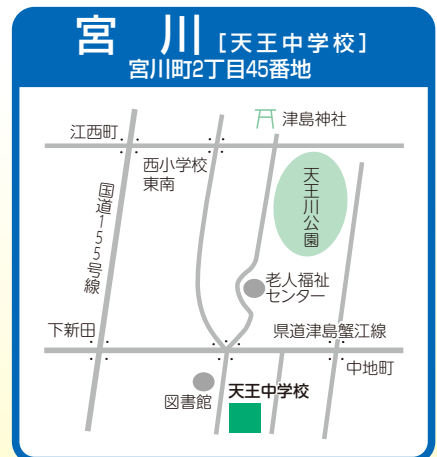 宮 川 [天王中学校]
宮川町2丁目45番地
津島神社
江西町
西小学校
東南
天王川公園
国道155号線
老人福祉
センター
下新田
県道津島蟹江線
中地町
図書館
天王中学校